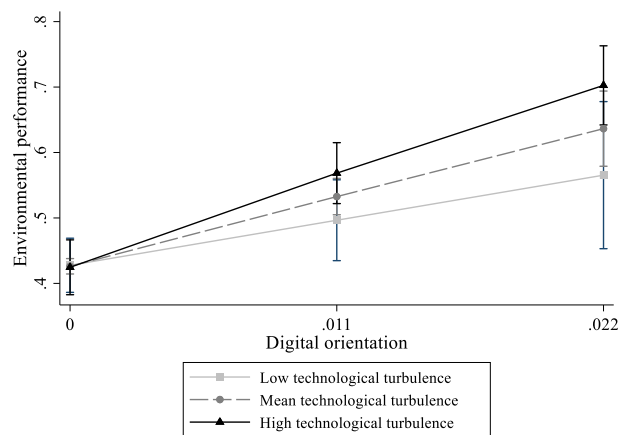 Environmental performance
.8
.7
.6
.5
.4
0
.011
.022
Digital orientation
Low technological turbulence
Mean technological turbulence
High technological turbulence